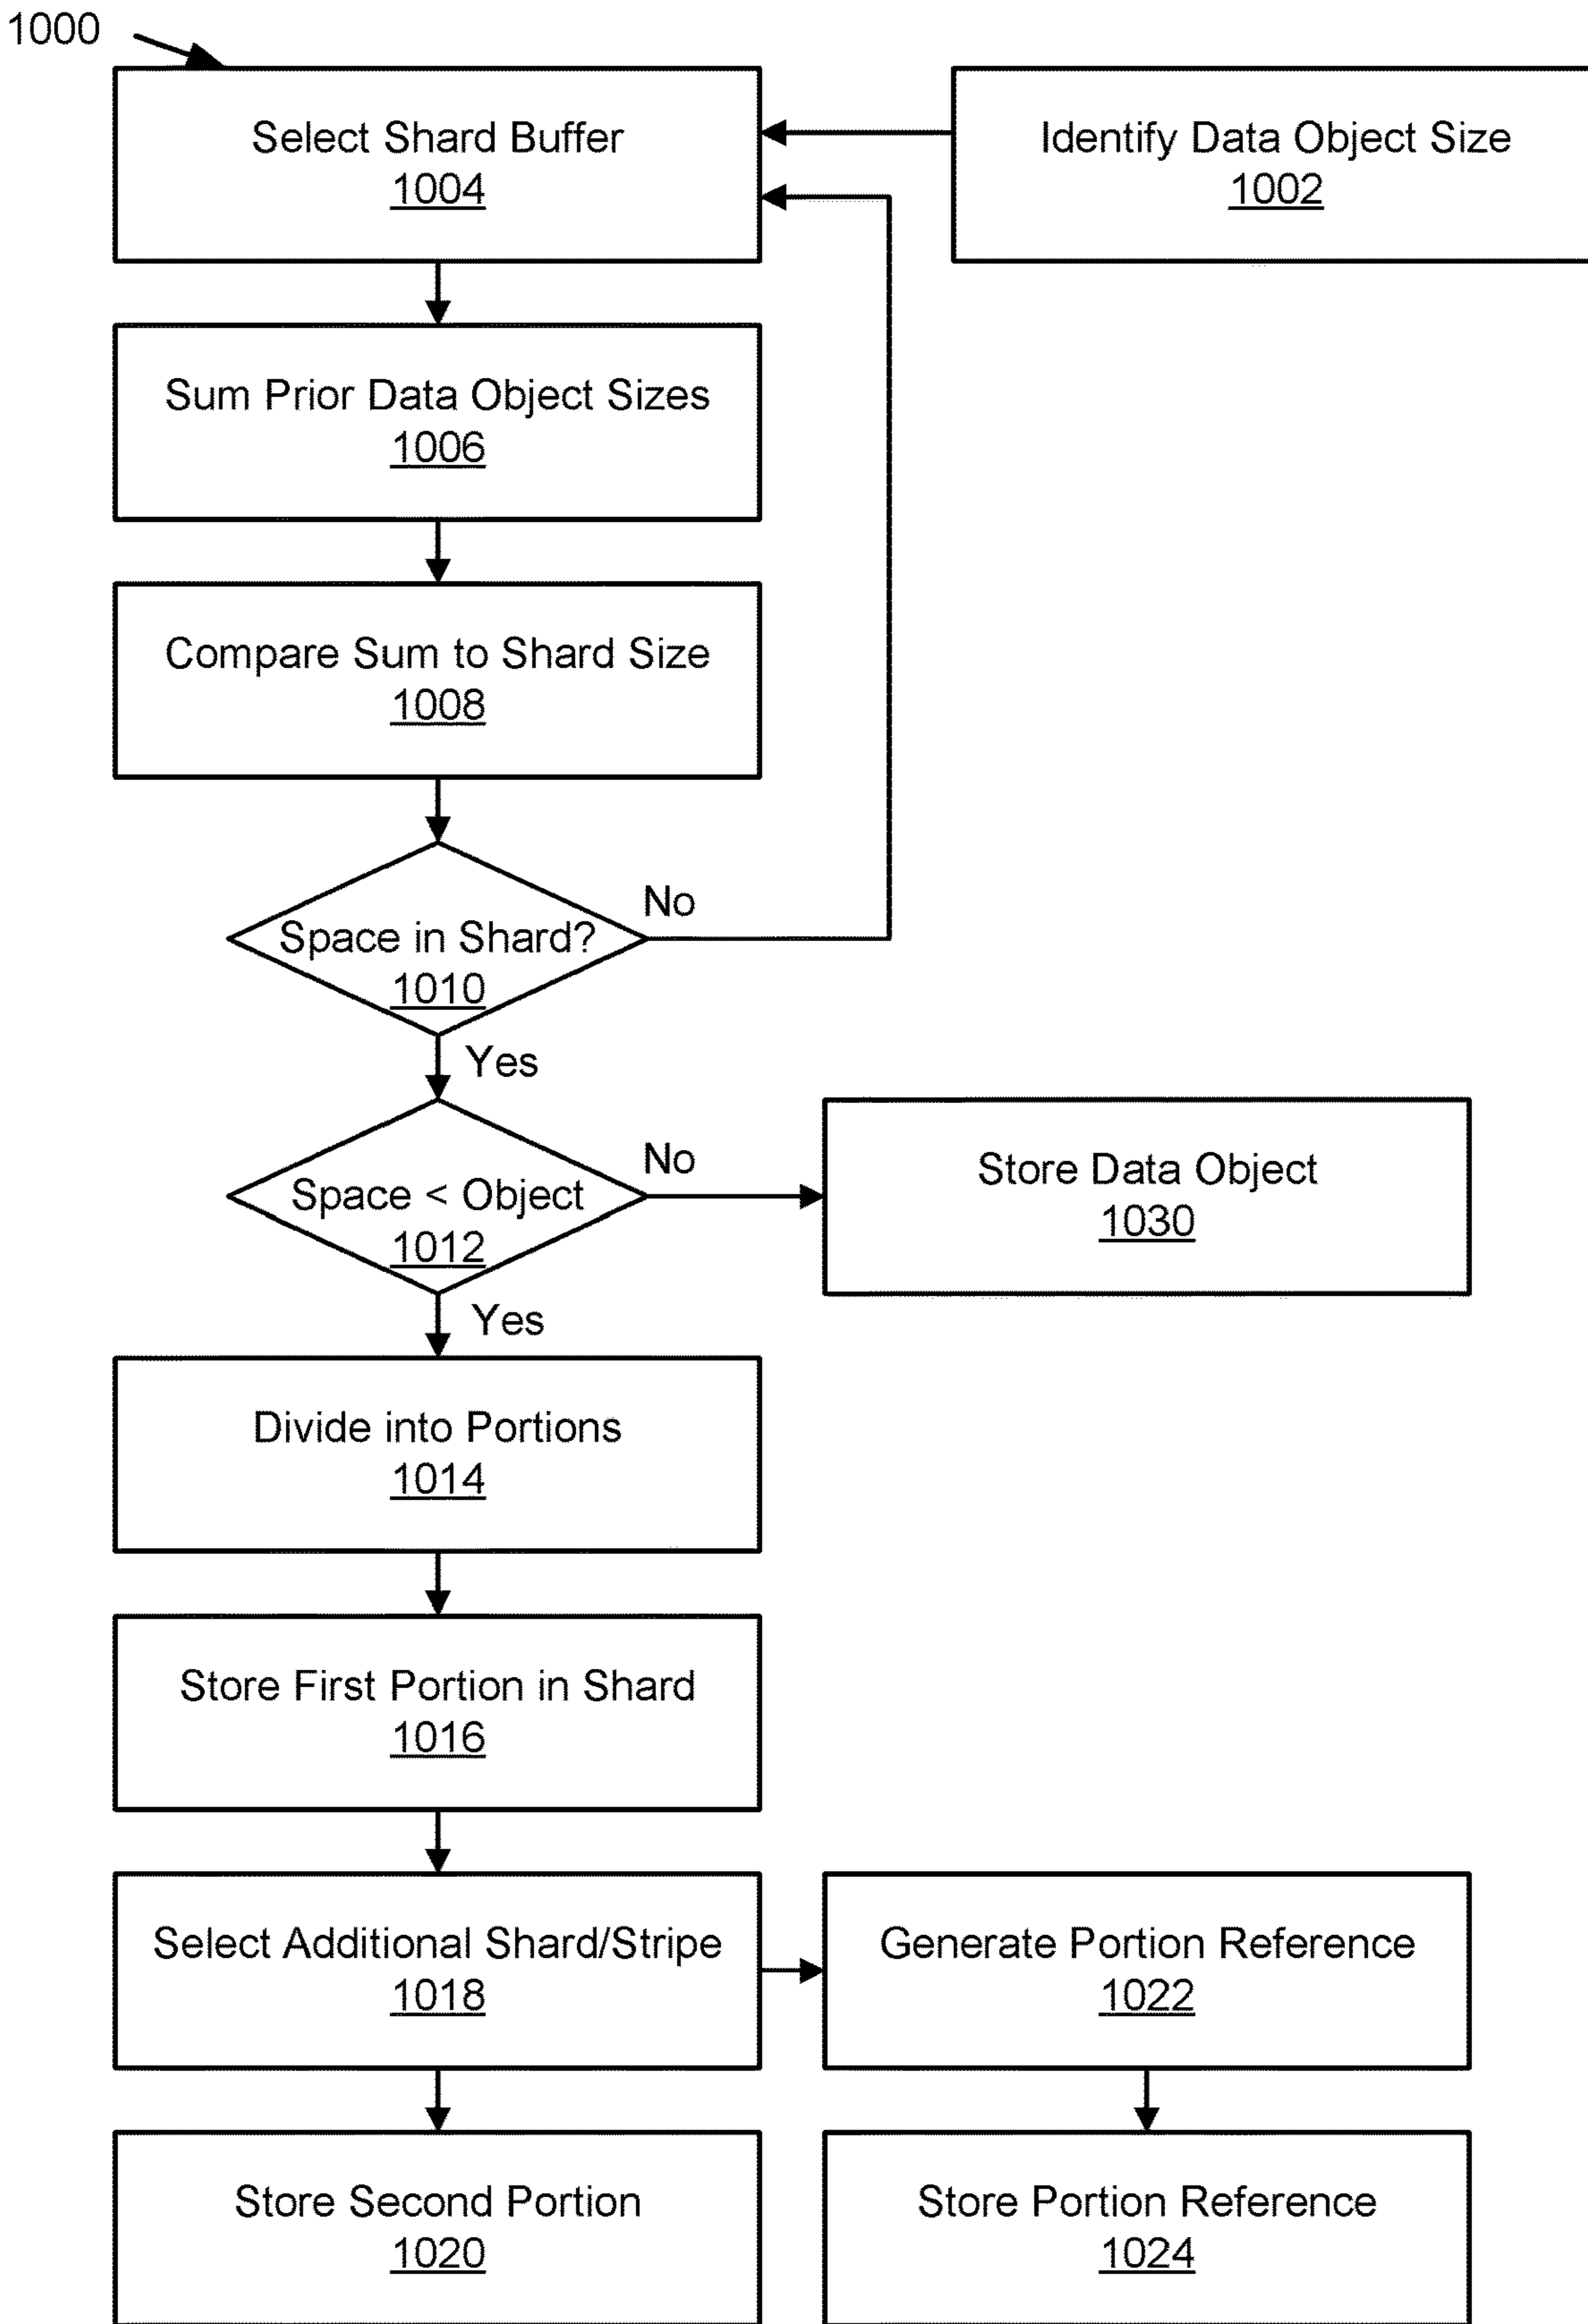 1000
Select Shard Buffer
1004
Identify Data Object Size
1002
Sum Prior Data Object Sizes
1006
Compare Sum to Shard Size
1008
No
Space in Shard?
1010
Yes
No
Space < Object
1012
Store Data Object
1030
Yes
Divide into Portions
1014
Store First Portion in Shard
1016
Select Additional Shard/Stripe
1018
Generate Portion Reference
1022
Store Second Portion
1020
Store Portion Reference
1024